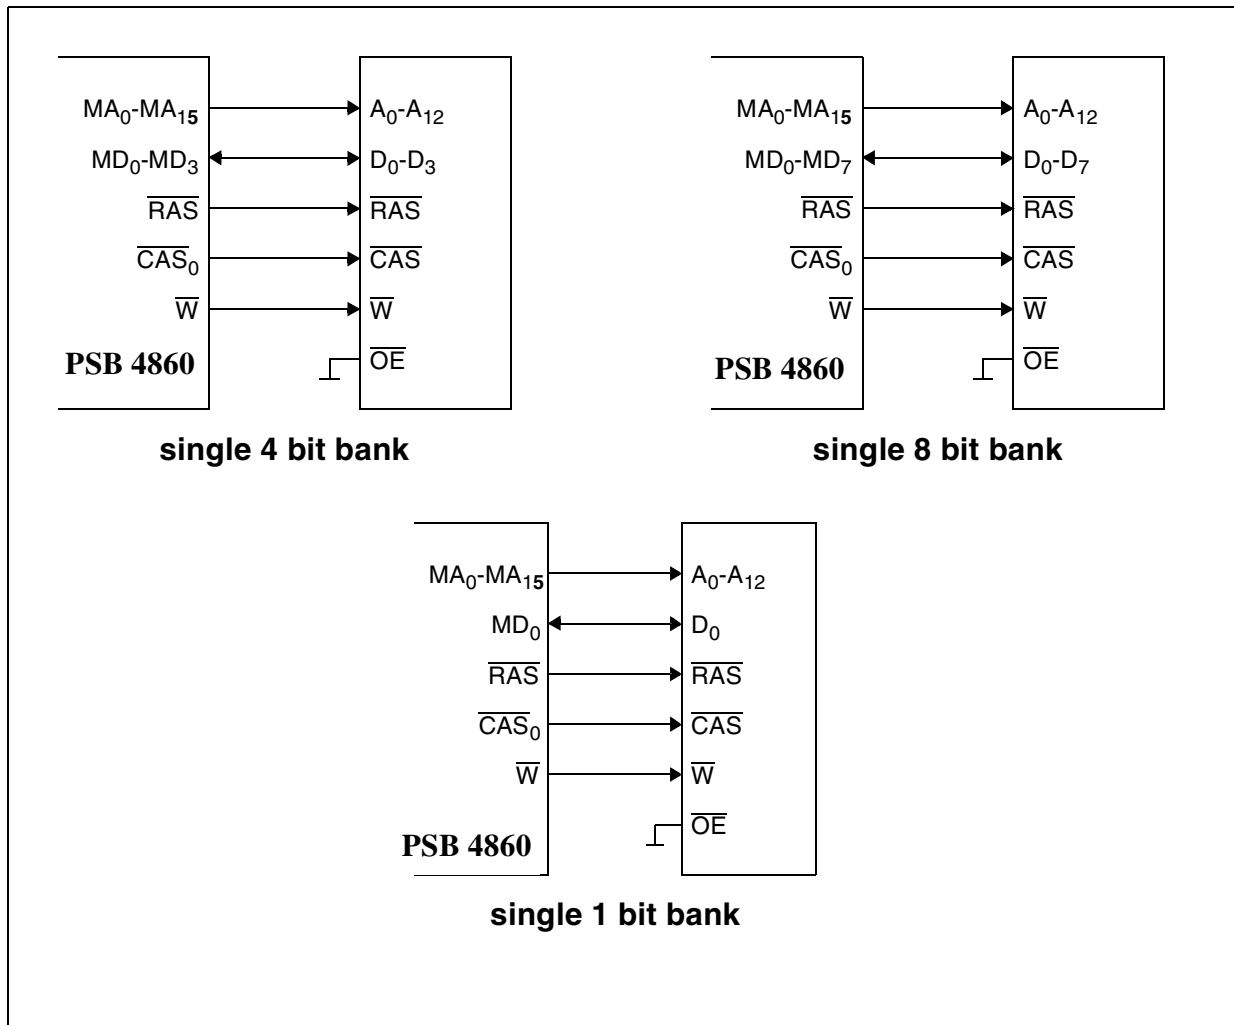 MA0-MA15 A0-A12
MD0-MD3 D0-D3
RAS RAS
CAS0 CAS
W W
OE
PSB 4860
single 4 bit bank
MA0-MA15 A0-A12
MD0-MD7 D0-D7
RAS RAS
CAS0 CAS
W W
OE
PSB 4860
single 8 bit bank
MA0-MA15 A0-A12
MD0 D0
RAS RAS
CAS0 CAS
W W
OE
PSB 4860
single 1 bit bank